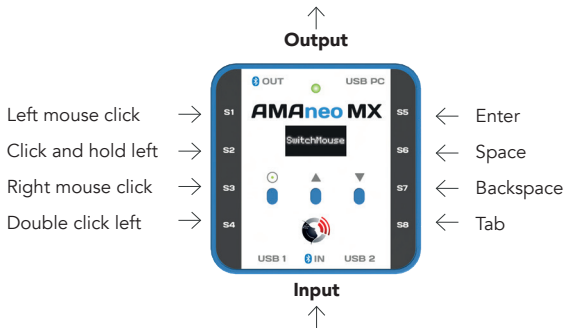 Output
OUT USB PC
S1 AMAneo MX S5
Left mouse click Enter
SwitchMouse
Click and hold left S2 S6 Space
Right mouse click S3 S7 Backspace
Double click left S4 S8 Tab
USB 1 IN USB 2
Input